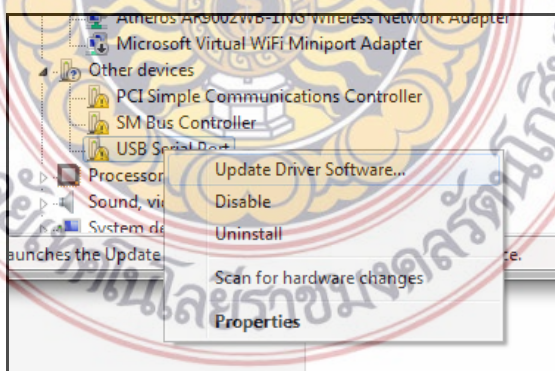 Atheros AR9002WB-1NG Wireless Network Adapter
Microsoft Virtual WiFi Miniport Adapter
Other devices
PCI Simple Communications Controller
SM Bus Controller
USB Serial Port
Processor
Sound, vi
System de
Update Driver Software...
Disable
Uninstall
Scan for hardware changes
Properties
aunches the Update
ce.